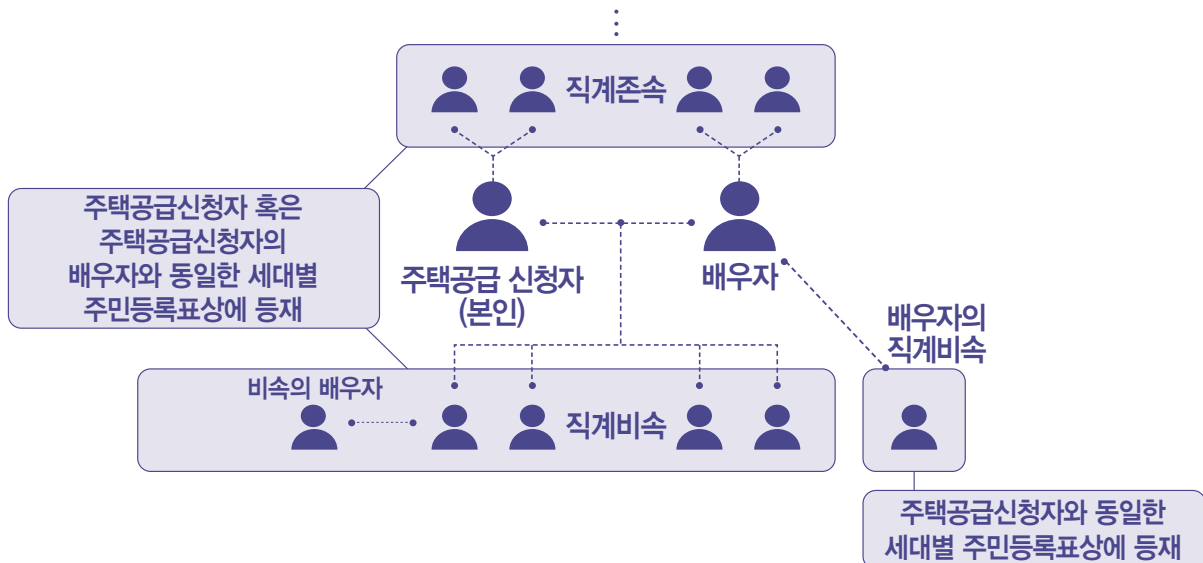 직계존속
주택공급신청자 혹은
주택공급신청자의
배우자와 동일한 세대별
주민등록표상에 등재
주택공급 신청자
(본인)
배우자
배우자의
직계비속
비속의 배우자
직계비속
주택공급신청자와 동일한
세대별 주민등록표상에 등재